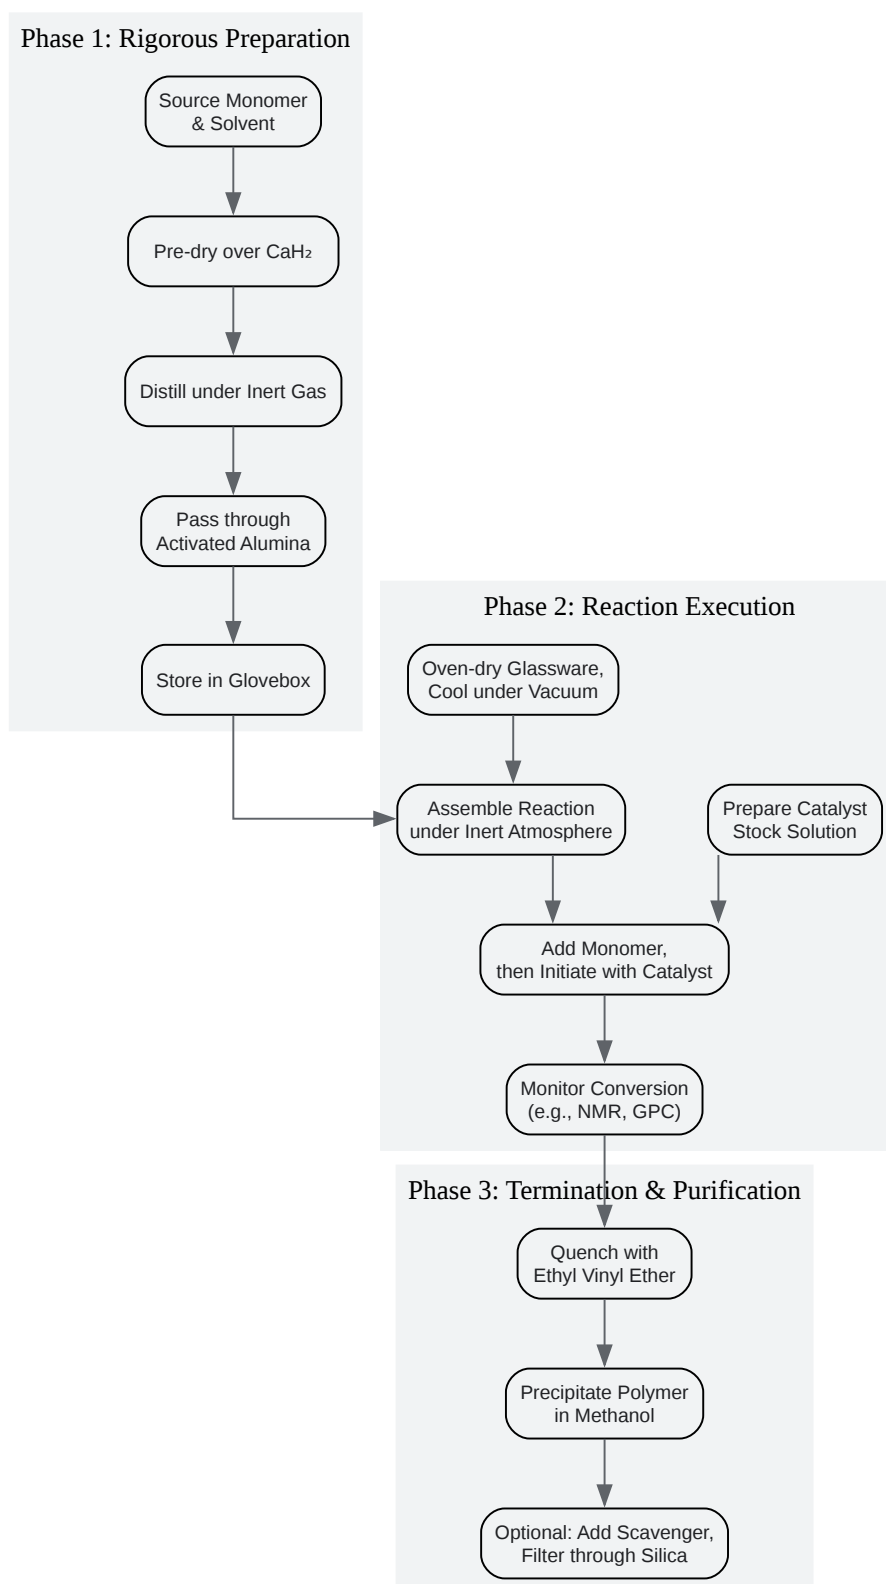 Phase 1: Rigorous Preparation
Source Monomer
& Solvent
Pre-dry over CaH₂
Distill under Inert Gas
Pass through
Activated Alumina
Store in Glovebox
Phase 2: Reaction Execution
Oven-dry Glassware,
Cool under Vacuum
Assemble Reaction
under Inert Atmosphere
Prepare Catalyst
Stock Solution
Add Monomer,
then Initiate with Catalyst
Monitor Conversion
(e.g., NMR, GPC)
Phase 3: Termination & Purification
Quench with
Ethyl Vinyl Ether
Precipitate Polymer
in Methanol
Optional: Add Scavenger,
Filter through Silica